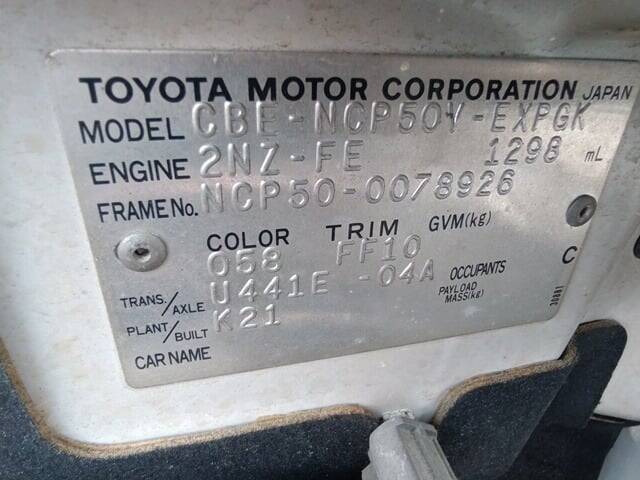 TOYOTA MOTOR CORPORATION JAPAN
MODEL CBE-NCP50V-EXPGK
ENGINE 2NZ-FE 1298 mL
FRAME No. NCP50-0078926
COLOR TRIM GVM(kg)
058 FF10 C
TRANS./AXLE U441E -04A OCCUPANTS
PLANT/BUILT K21 PAYLOAD MASS(kg)
CAR NAME